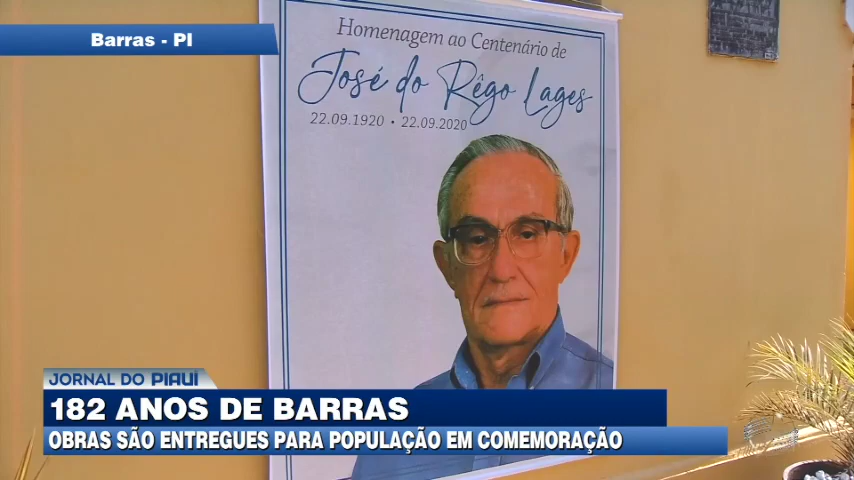 Barras - PI
Homenagem ao Centenário de
José do Rêgo Lages
22.09.1920 • 22.09.2020
JORNAL DO PIAUÍ
182 ANOS DE BARRAS
OBRAS SÃO ENTREGUES PARA POPULAÇÃO EM COMEMORAÇÃO